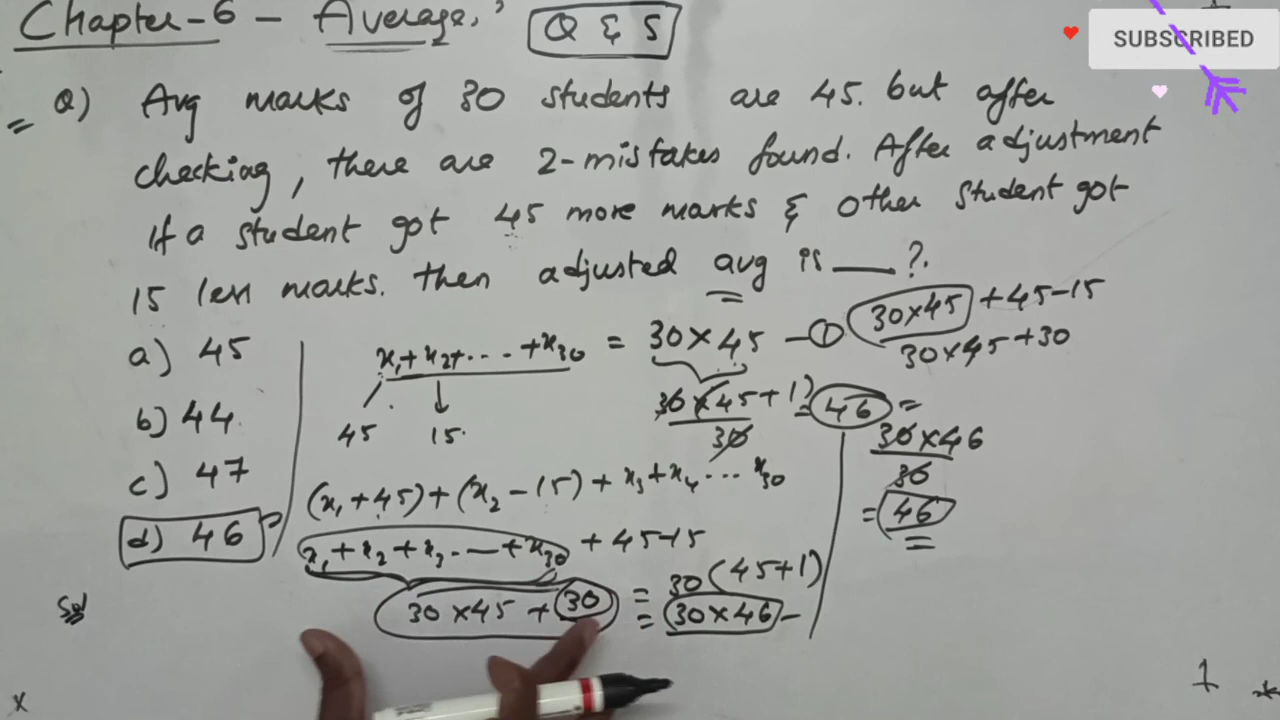 Chapter-6 - Average,' Q & S
SUBSCRIBED
Q) Avg marks of 30 students are 45. but after
checking, there are 2-mistakes found. After adjustment
If a student got 45 more marks & other student got
15 less marks. then adjusted avg is ____ ?.
a) 45
b) 44.
c) 47
d) 46
x₁+x₂+....+x₃₀ = 30×45 —①
45 15.
(x₁+45)+(x₂-15)+x₃+x₄...x₃₀
x₁+x₂+x₃.—+x₃₀ +45-15
30×45+30 = 30(45+1)
= 30×46 -
30×45+1)
30
= 46 =
30×45 +45-15
30×45+30
30×46
30
= 46
Sol